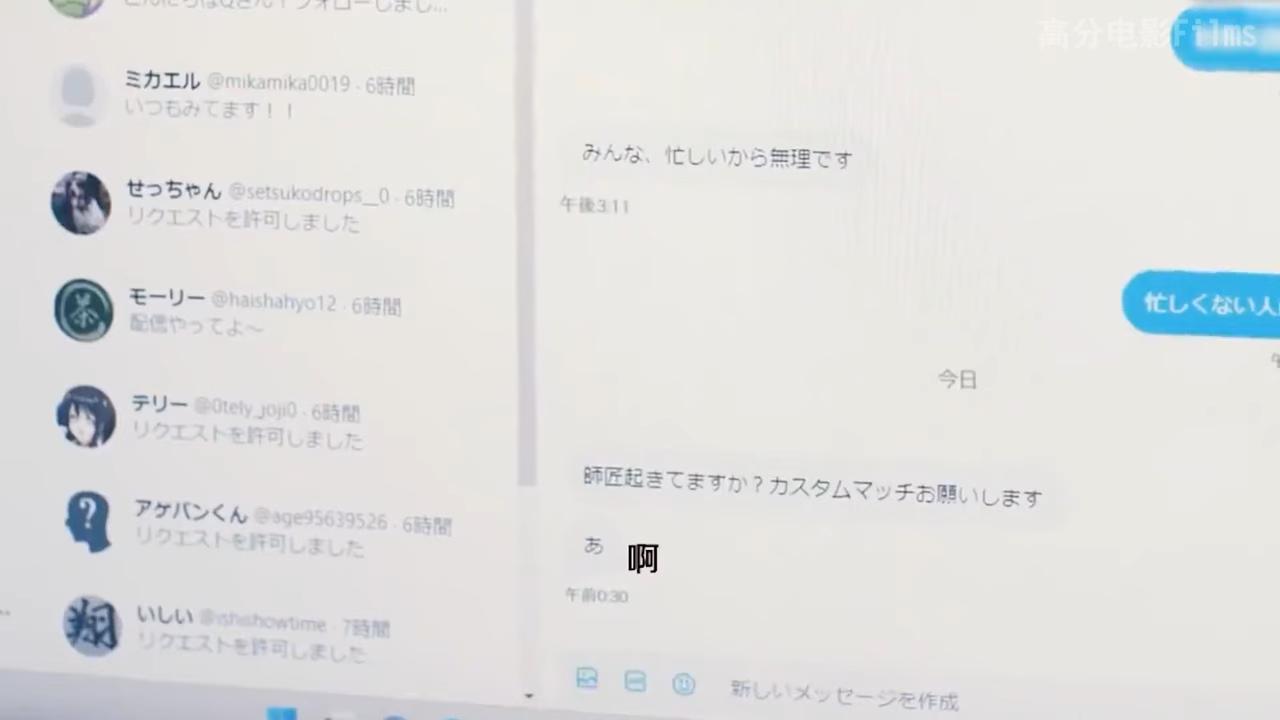 高分电影Films
ミカエル @mikamika0019 · 6時間
いつもみてます！！
せっちゃん @setsukodrops__0 · 6時間
リクエストを許可しました
モーリー @haishahyo12 · 6時間
配信やってよ～
テリー @0tely_joji0 · 6時間
リクエストを許可しました
アゲパンくん @age95639526 · 6時間
リクエストを許可しました
いしい @ishishowtime · 7時間
リクエストを許可しました
みんな、忙しいから無理です
午後3:11
忙しくない人
今日
師匠起きてますか？カスタムマッチお願いします
あ
啊
午前0:30
新しいメッセージを作成